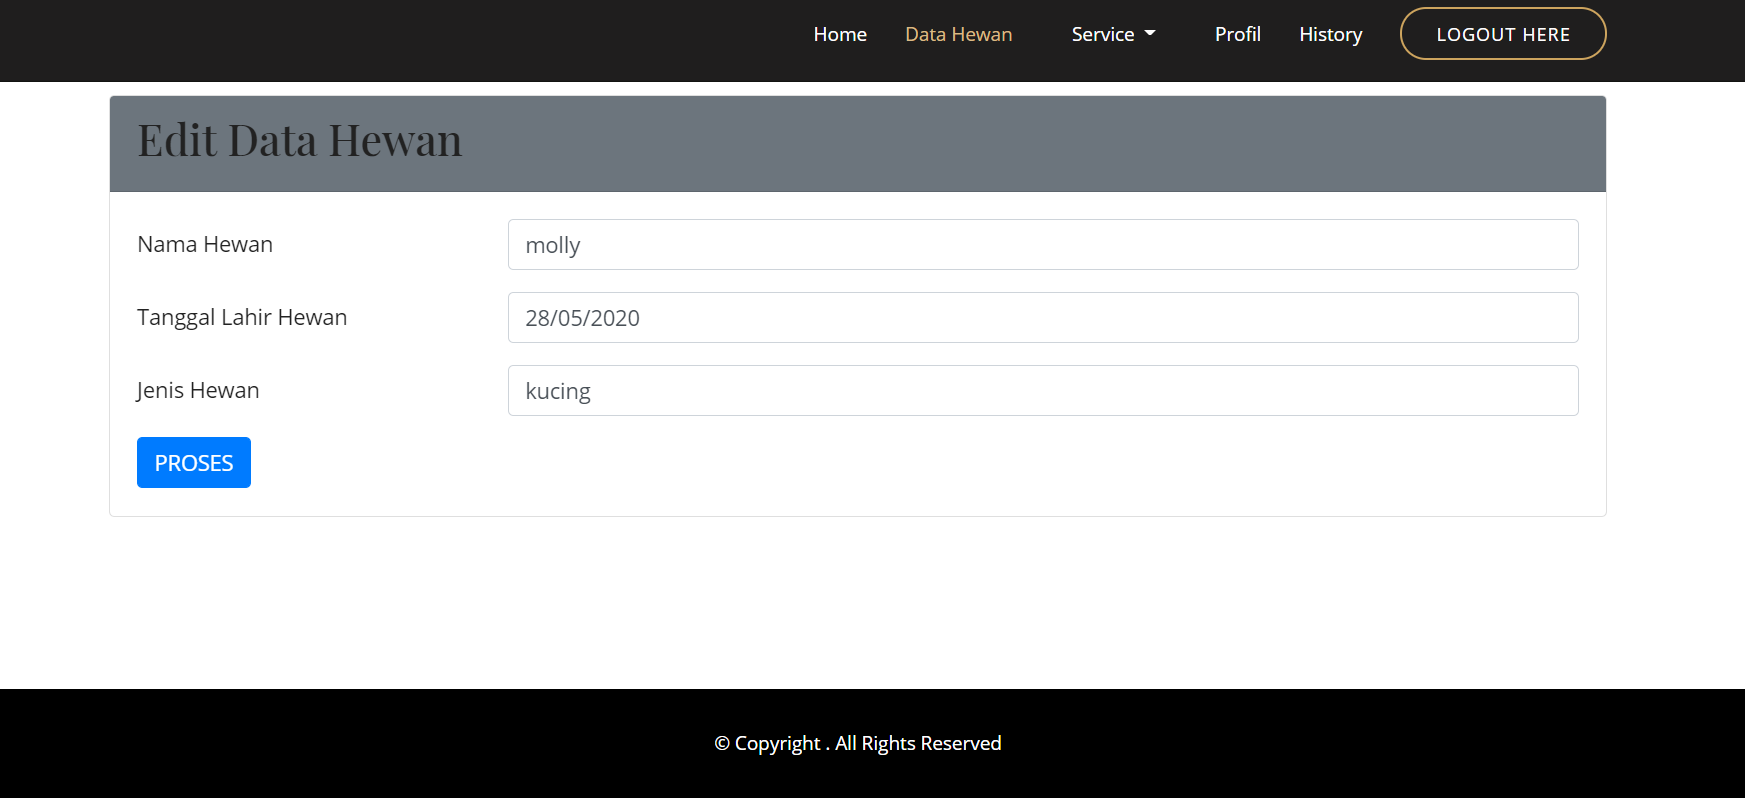 Home Data Hewan Service Profil History LOGOUT HERE
Edit Data Hewan
Nama Hewan molly
Tanggal Lahir Hewan 28/05/2020
Jenis Hewan kucing
PROSES
© Copyright . All Rights Reserved